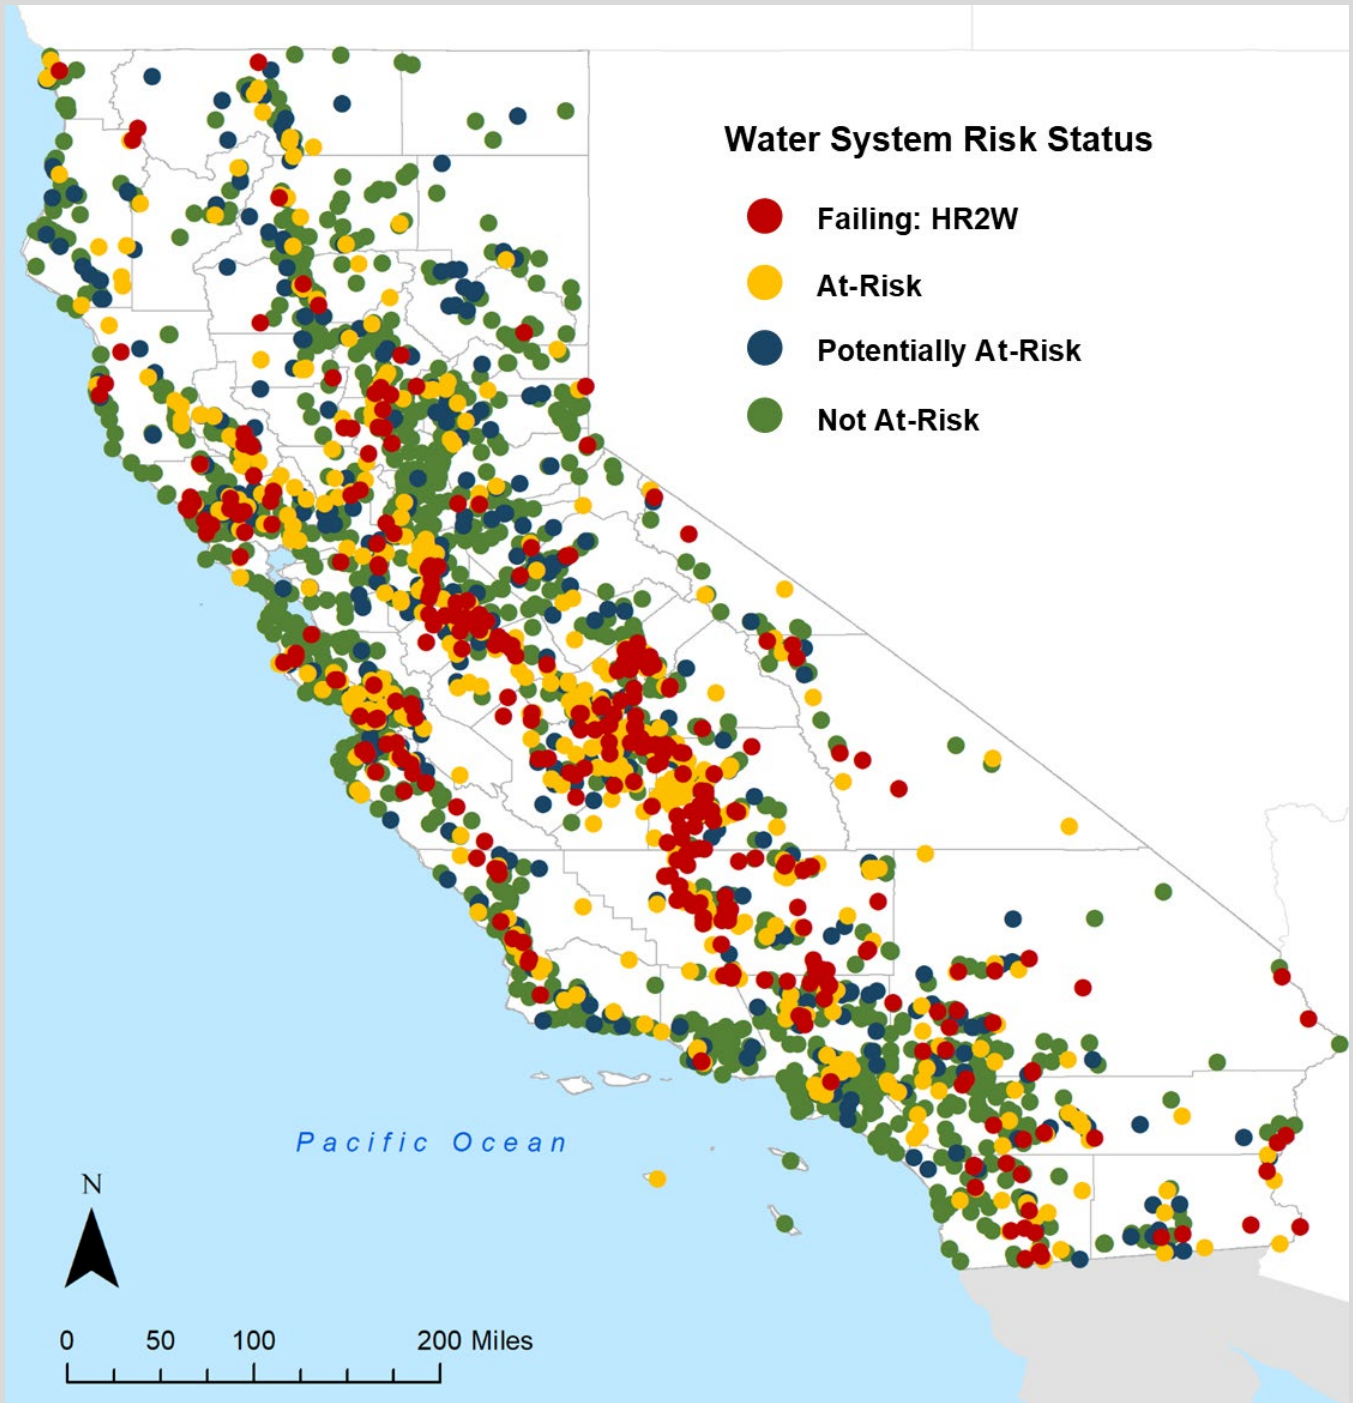 Water System Risk Status
Failing: HR2W
At-Risk
Potentially At-Risk
Not At-Risk
Pacific Ocean
N
0 50 100 200 Miles